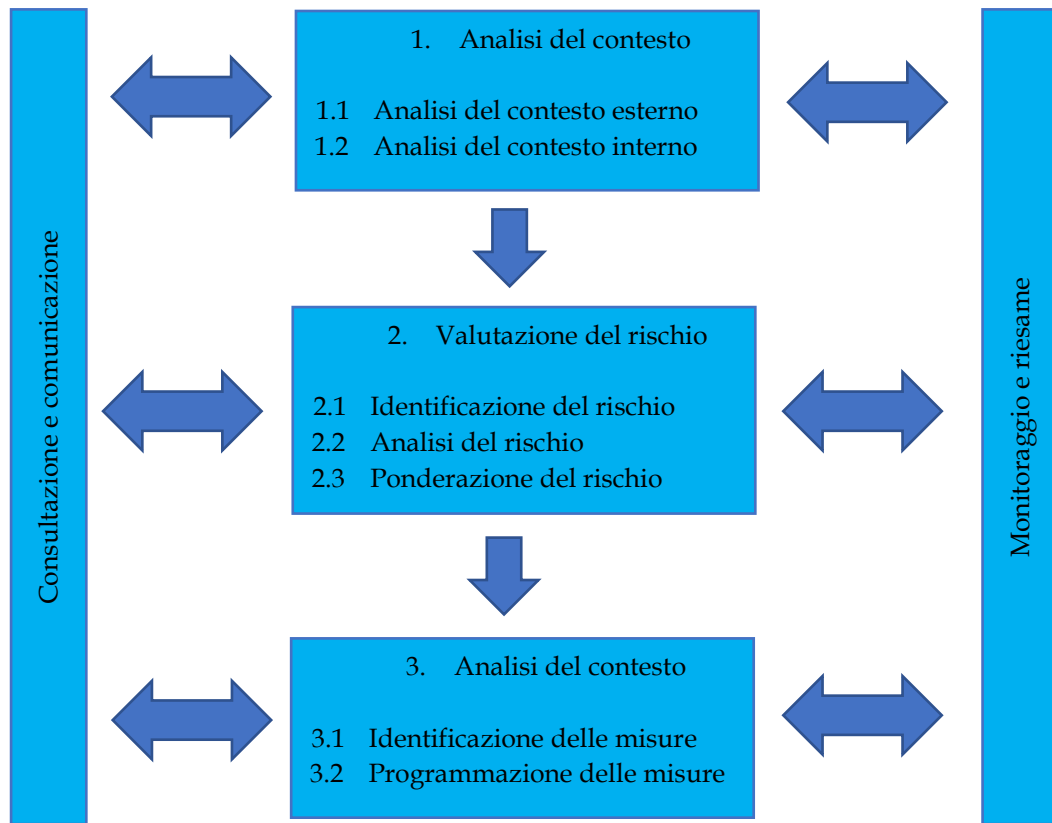 Consultazione e comunicazione
1. Analisi del contesto
1.1 Analisi del contesto esterno
1.2 Analisi del contesto interno
2. Valutazione del rischio
2.1 Identificazione del rischio
2.2 Analisi del rischio
2.3 Ponderazione del rischio
3. Analisi del contesto
3.1 Identificazione delle misure
3.2 Programmazione delle misure
Monitoraggio e riesame